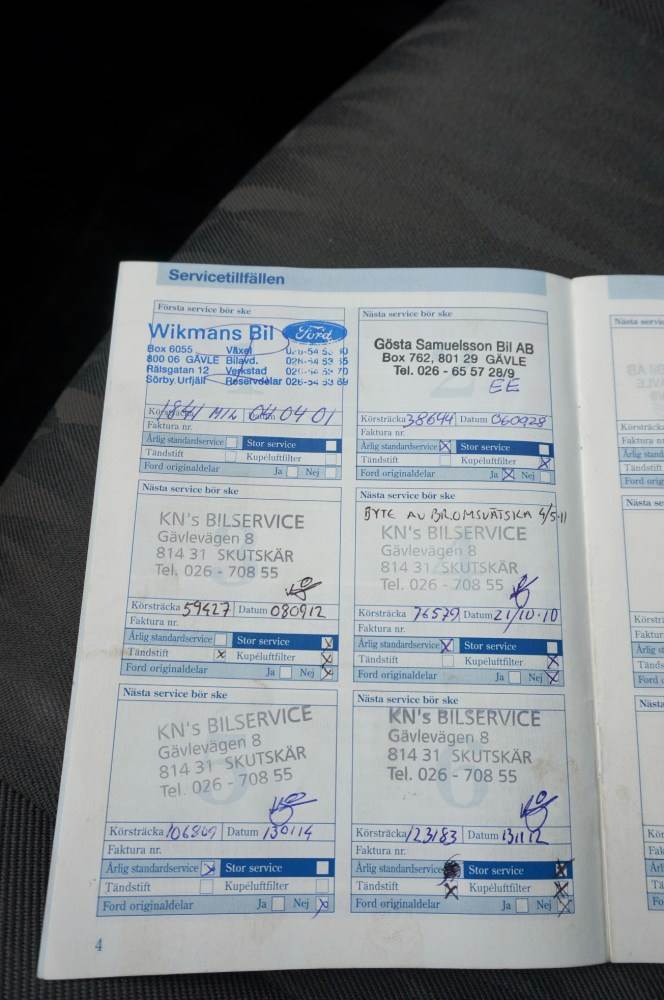 Servicetillfällen
Första service bör ske
Wikmans Bil Ford
Box 6055 Växel
800 06 GÄVLE Bilavd.
Rälsgatan 12 Verkstad
Sörby Urfjäll Reservdelar
Körsträcka 1841 MIL 04 04 01
Faktura nr.
Årlig standardservice Stor service
Tändstift Kupéluftfilter
Ford originaldelar Ja Nej
Nästa service bör ske
Gösta Samuelsson Bil AB
Box 762, 801 29 GÄVLE
Tel. 026 - 65 57 28/9
EE
Körsträcka 38644 Datum 060928
Faktura nr.
Årlig standardservice Stor service
Tändstift Kupéluftfilter
Ford originaldelar Ja Nej
Nästa service bör ske
KN's BILSERVICE
Gävlevägen 8
814 31 SKUTSKÄR
Tel. 026 - 708 55
Körsträcka 59427 Datum 080912
Faktura nr.
Årlig standardservice Stor service
Tändstift Kupéluftfilter
Ford originaldelar Ja Nej
Nästa service bör ske
BYTE AV BROMSVÄTSKA 4/5-11
KN's BILSERVICE
Gävlevägen 8
814 31 SKUTSKÄR
Tel. 026 - 708 55
Körsträcka 76579 Datum 21/10-10
Faktura nr.
Årlig standardservice Stor service
Tändstift Kupéluftfilter
Ford originaldelar Ja Nej
Nästa service bör ske
KN's BILSERVICE
Gävlevägen 8
814 31 SKUTSKÄR
Tel. 026 - 708 55
Körsträcka 106869 Datum 130114
Faktura nr.
Årlig standardservice Stor service
Tändstift Kupéluftfilter
Ford originaldelar Ja Nej
Nästa service bör ske
KN's BILSERVICE
Gävlevägen 8
814 31 SKUTSKÄR
Tel. 026 - 708 55
6
Körsträcka 123183 Datum 131112
Faktura nr.
Årlig standardservice Stor service
Tändstift Kupéluftfilter
Ford originaldelar Ja Nej
4